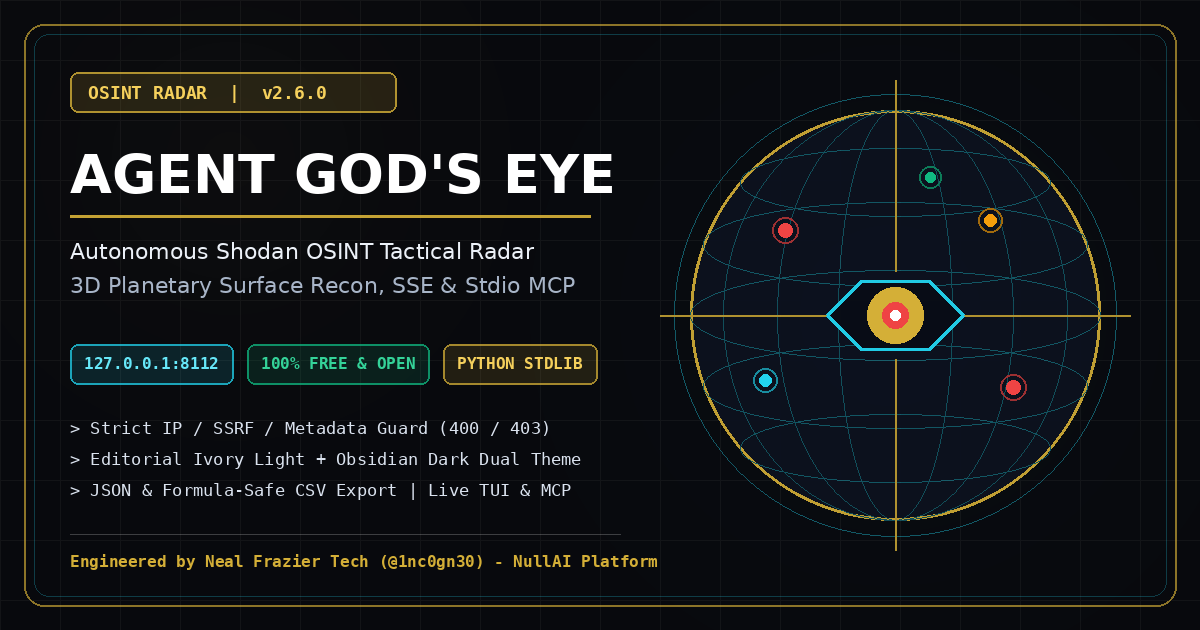 OSINT RADAR | v2.6.0
AGENT GOD'S EYE
Autonomous Shodan OSINT Tactical Radar
3D Planetary Surface Recon, SSE & Stdio MCP
127.0.0.1:8112
100% FREE & OPEN
PYTHON STDLIB
> Strict IP / SSRF / Metadata Guard (400 / 403)
> Editorial Ivory Light + Obsidian Dark Dual Theme
> JSON & Formula-Safe CSV Export | Live TUI & MCP
Engineered by Neal Frazier Tech (@1nc0gn30) - NullAI Platform